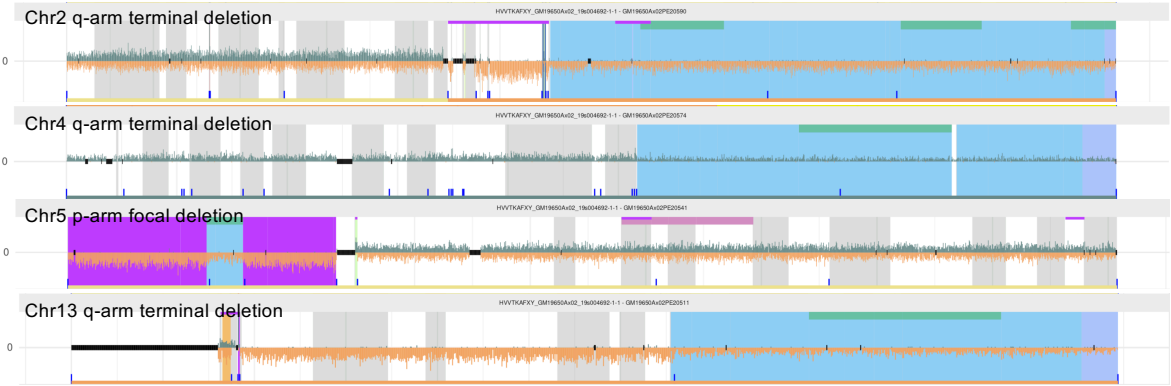 HVVTKAFXY_GM19650Ax02_19s004692-1-1 - GM19650Ax02PE20590
Chr2 q-arm terminal deletion
0
HVVTKAFXY_GM19650Ax02_19s004692-1-1 - GM19650Ax02PE20574
Chr4 q-arm terminal deletion
0
HVVTKAFXY_GM19650Ax02_19s004692-1-1 - GM19650Ax02PE20541
Chr5 p-arm focal deletion
0
HVVTKAFXY_GM19650Ax02_19s004692-1-1 - GM19650Ax02PE20511
Chr13 q-arm terminal deletion
0